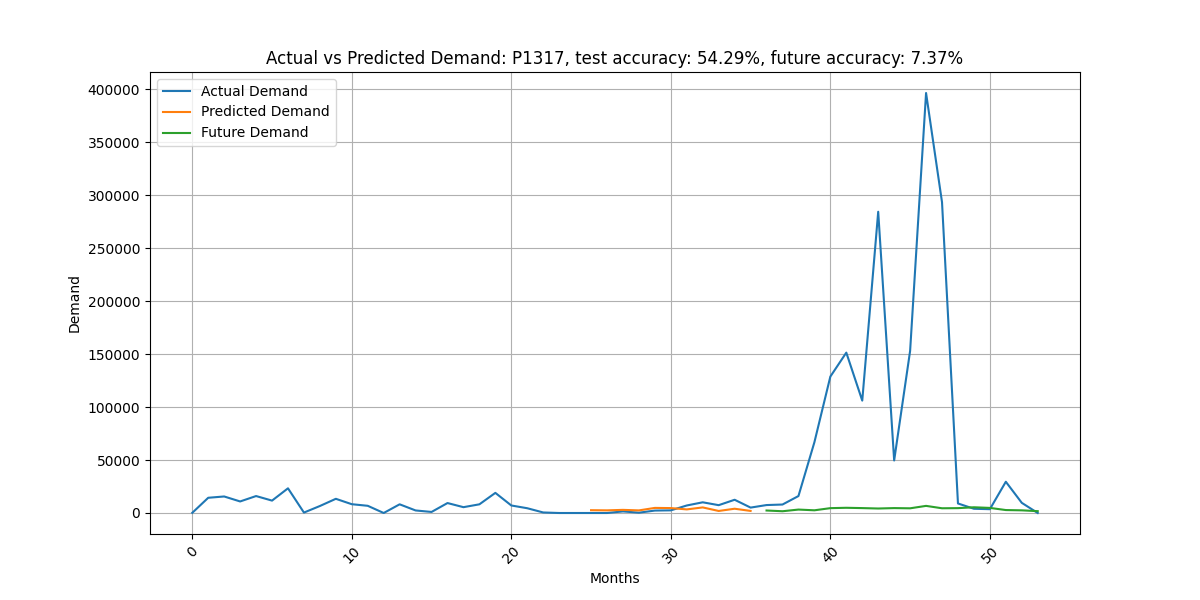 Actual vs Predicted Demand: P1317, test accuracy: 54.29%, future accuracy: 7.37%
Actual Demand
Predicted Demand
Future Demand
400000
350000
300000
250000
200000
150000
100000
50000
0
Demand
0
10
20
30
40
50
Months